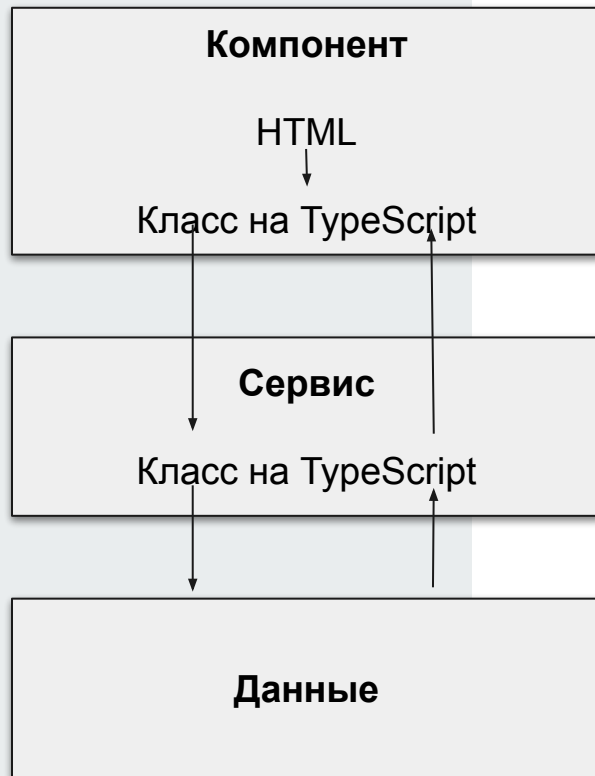 Компонент
HTML
Класс на TypeScript
Сервис
Класс на TypeScript
Данные